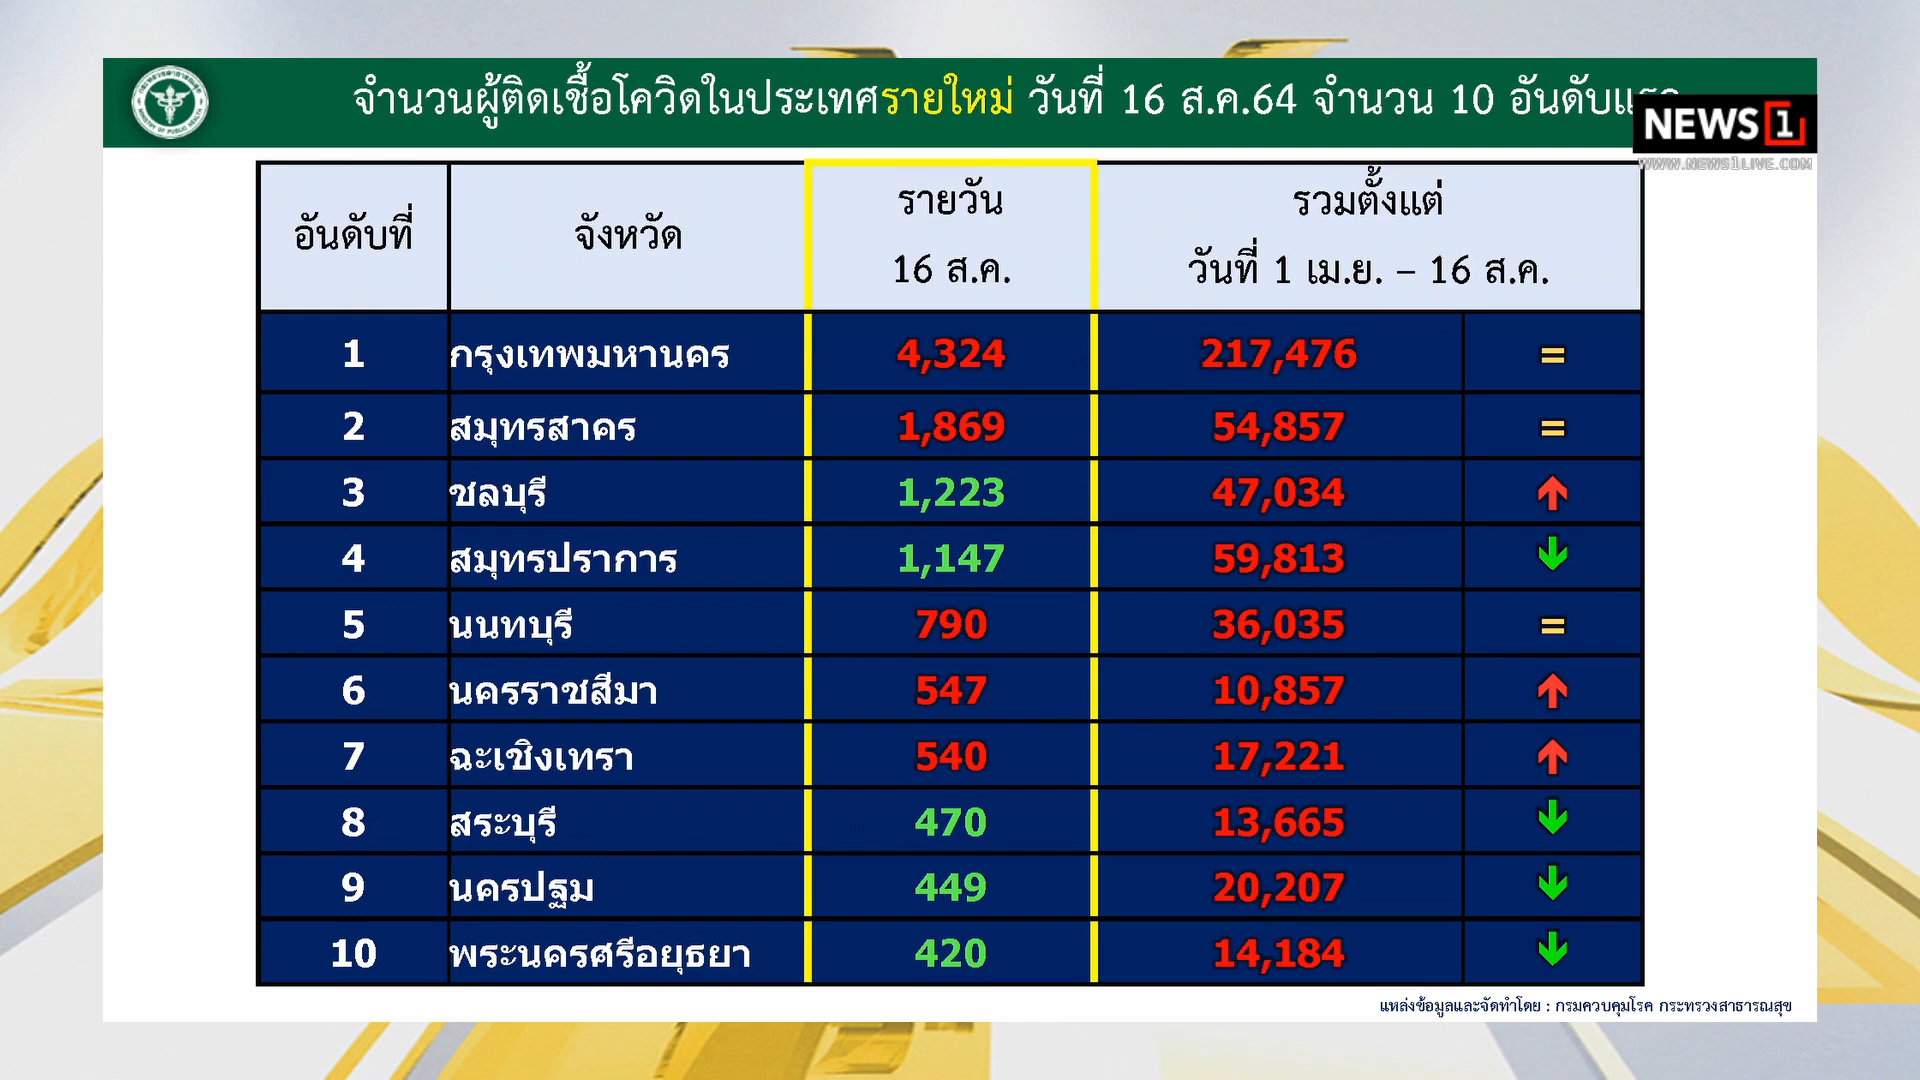 จำนวนผู้ติดเชื้อโควิดในประเทศรายใหม่ วันที่ 16 ส.ค.64 จำนวน 10 อันดับแรก
NEWS 1
WWW.NEWS1LIVE.COM
อันดับที่ จังหวัด รายวัน 16 ส.ค. รวมตั้งแต่ วันที่ 1 เม.ย. – 16 ส.ค.
1 กรุงเทพมหานคร 4,324 217,476 =
2 สมุทรสาคร 1,869 54,857 =
3 ชลบุรี 1,223 47,034 ↑
4 สมุทรปราการ 1,147 59,813 ↓
5 นนทบุรี 790 36,035 =
6 นครราชสีมา 547 10,857 ↑
7 ฉะเชิงเทรา 540 17,221 ↑
8 สระบุรี 470 13,665 ↓
9 นครปฐม 449 20,207 ↓
10 พระนครศรีอยุธยา 420 14,184 ↓
แหล่งข้อมูลและจัดทำโดย : กรมควบคุมโรค กระทรวงสาธารณสุข